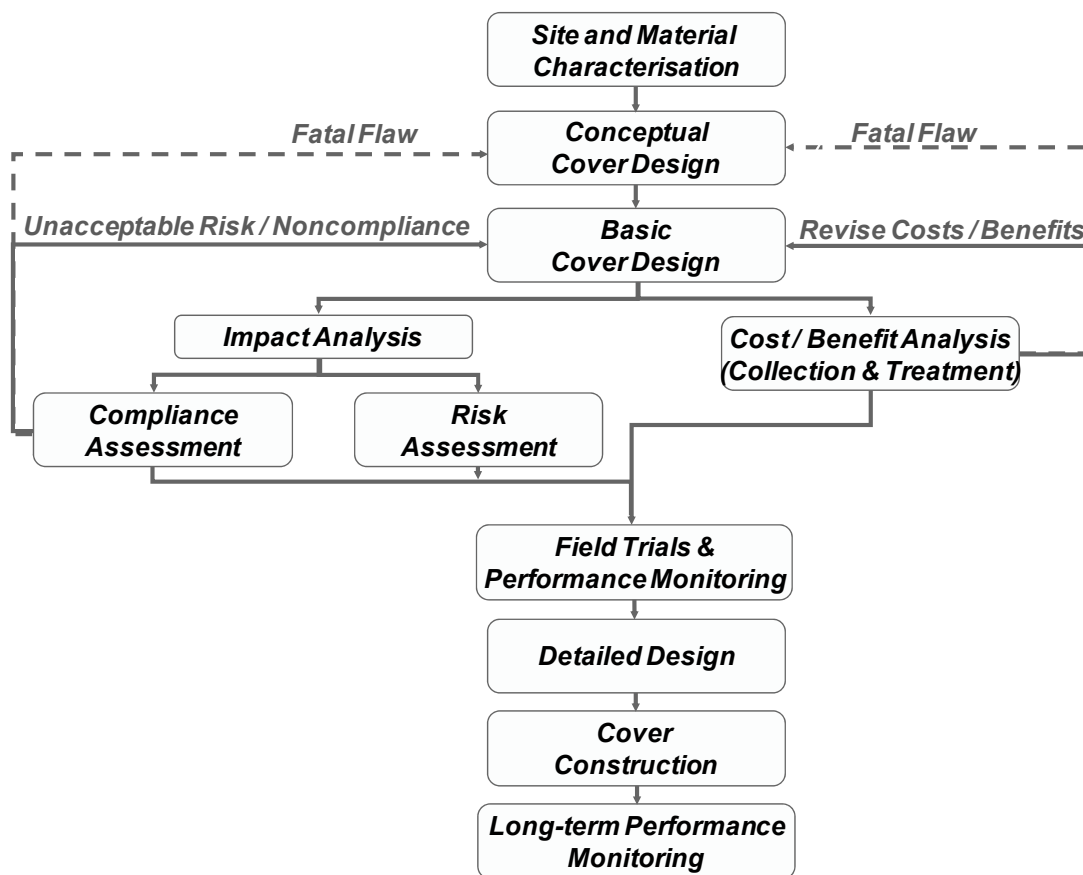 Site and Material
Characterisation
Fatal Flaw
Conceptual
Cover Design
Fatal Flaw
Unacceptable Risk / Noncompliance
Basic
Cover Design
Revise Costs / Benefits
Impact Analysis
Cost / Benefit Analysis
(Collection & Treatment)
Compliance
Assessment
Risk
Assessment
Field Trials &
Performance Monitoring
Detailed Design
Cover
Construction
Long-term Performance
Monitoring